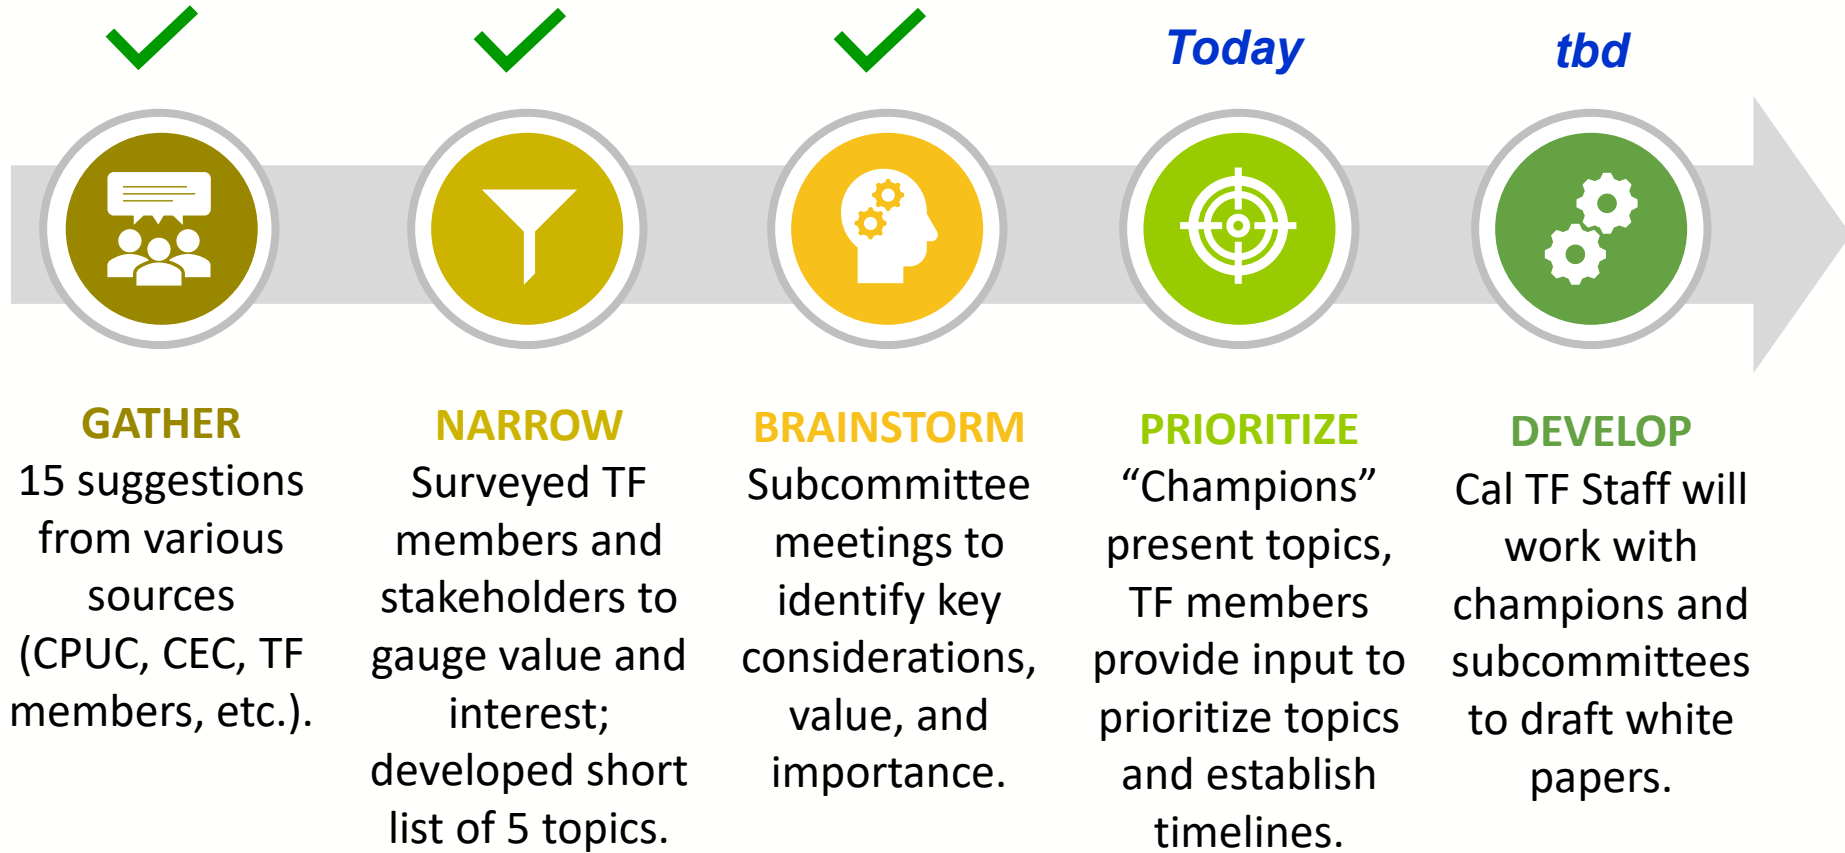 Today
tbd
GATHER
15 suggestions
from various
sources
(CPUC, CEC, TF
members, etc.).
NARROW
Surveyed TF
members and
stakeholders to
gauge value and
interest;
developed short
list of 5 topics.
BRAINSTORM
Subcommittee
meetings to
identify key
considerations,
value, and
importance.
PRIORITIZE
“Champions”
present topics,
TF members
provide input to
prioritize topics
and establish
timelines.
DEVELOP
Cal TF Staff will
work with
champions and
subcommittees
to draft white
papers.